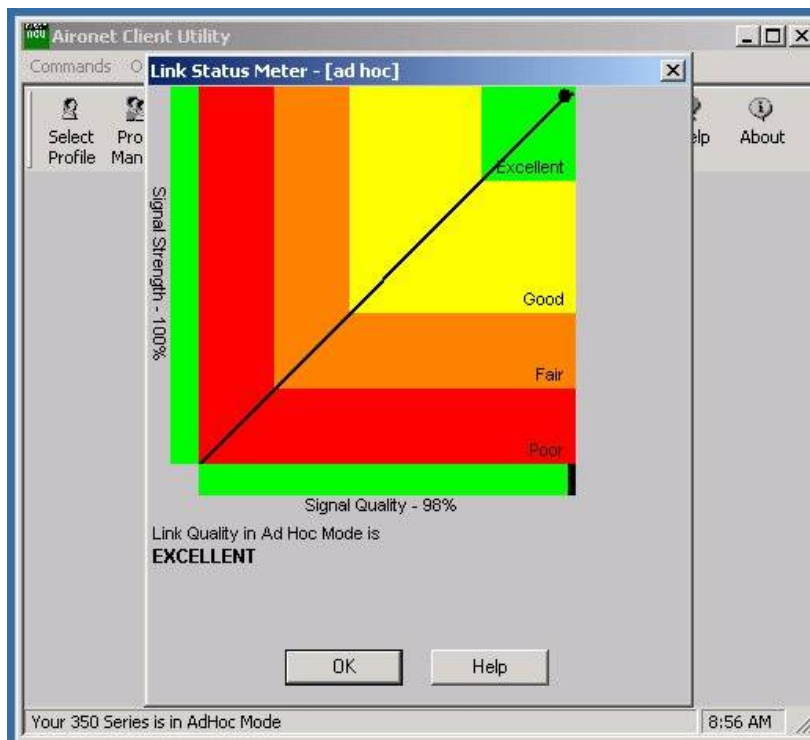 Aironet Client Utility
Commands O
Link Status Meter - [ad hoc]
Select
Profile
Pro
Man
elp
About
Signal Strength - 100%
Excellent
Good
Fair
Poor
Signal Quality - 98%
Link Quality in Ad Hoc Mode is
EXCELLENT
OK
Help
Your 350 Series is in AdHoc Mode
8:56 AM